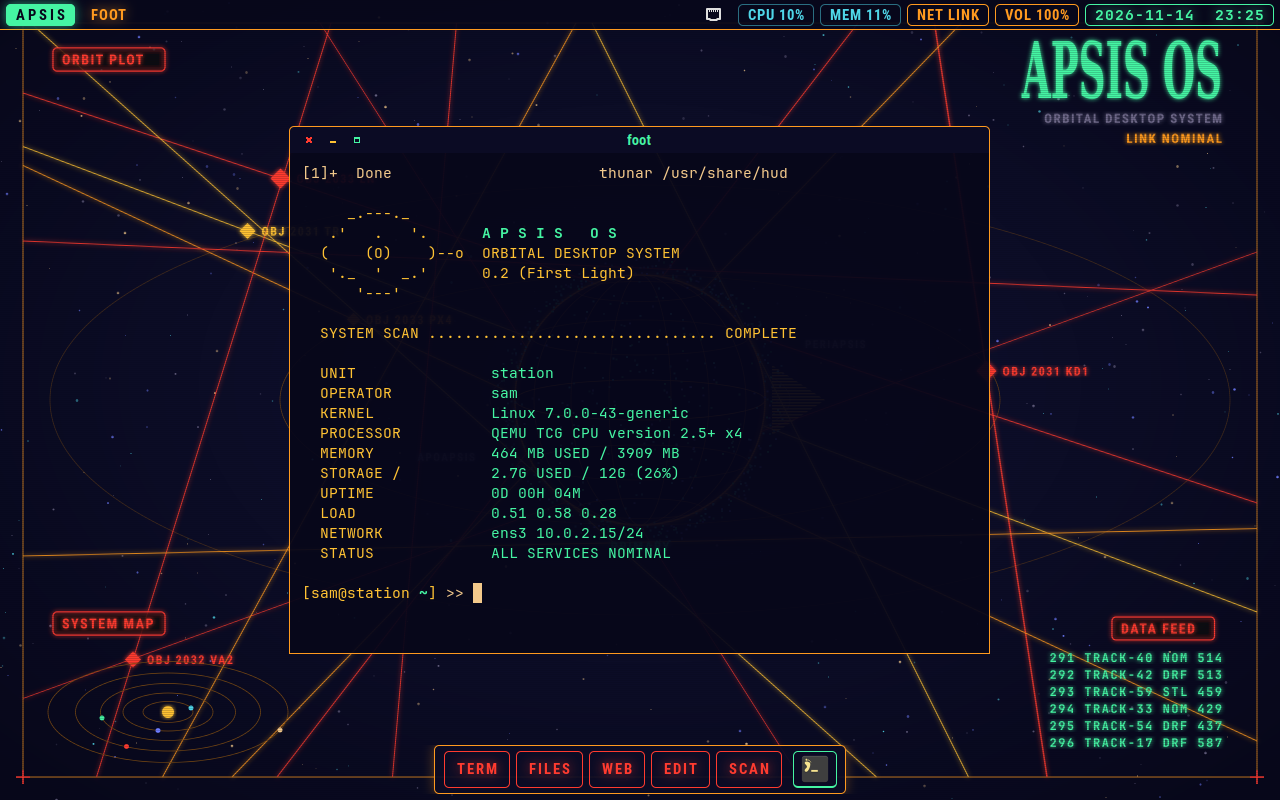 APSIS FOOT CPU 10% MEM 11% NET LINK VOL 100% 2026-11-14 23:25
ORBIT PLOT
APSIS OS
ORBITAL DESKTOP SYSTEM
LINK NOMINAL
foot
[1]+  Done                       thunar /usr/share/hud
_.---._
.'   .   '.      A P S I S   O S
(    (O)    )--o  ORBITAL DESKTOP SYSTEM
'._  '  _.'      0.2 (First Light)
'---'
SYSTEM SCAN ................................ COMPLETE
UNIT               station
OPERATOR           sam
KERNEL             Linux 7.0.0-43-generic
PROCESSOR          QEMU TCG CPU version 2.5+ x4
MEMORY             464 MB USED / 3909 MB
STORAGE /          2.7G USED / 12G (26%)
UPTIME             0D 00H 04M
LOAD               0.51 0.58 0.28
NETWORK            ens3 10.0.2.15/24
STATUS             ALL SERVICES NOMINAL
[sam@station ~] >>
OBJ
OBJ 2031 KD1
SYSTEM MAP
OBJ 2032 VA2
DATA FEED
291 TRACK-40 NOM 514
292 TRACK-42 DRF 513
293 TRACK-59 STL 459
294 TRACK-33 NOM 429
295 TRACK-54 DRF 437
296 TRACK-17 DRF 587
TERM FILES WEB EDIT SCAN